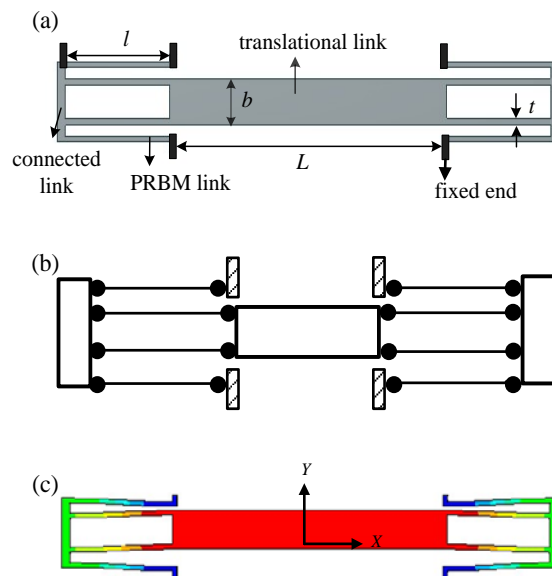 (a)
l
translational link
b
t
L
connected
link
PRBM link
fixed end
(b)
(c)
Y
X